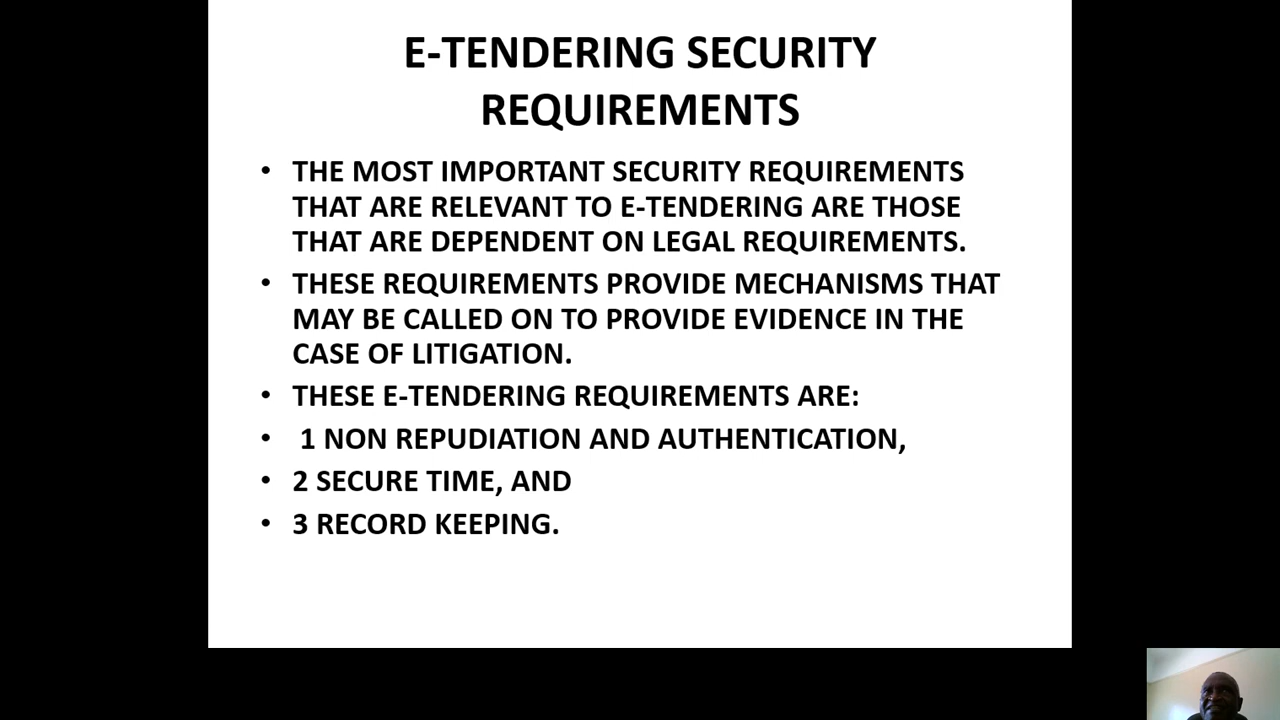 E-TENDERING SECURITY
REQUIREMENTS
• THE MOST IMPORTANT SECURITY REQUIREMENTS
THAT ARE RELEVANT TO E-TENDERING ARE THOSE
THAT ARE DEPENDENT ON LEGAL REQUIREMENTS.
• THESE REQUIREMENTS PROVIDE MECHANISMS THAT
MAY BE CALLED ON TO PROVIDE EVIDENCE IN THE
CASE OF LITIGATION.
• THESE E-TENDERING REQUIREMENTS ARE:
• 1 NON REPUDIATION AND AUTHENTICATION,
• 2 SECURE TIME, AND
• 3 RECORD KEEPING.